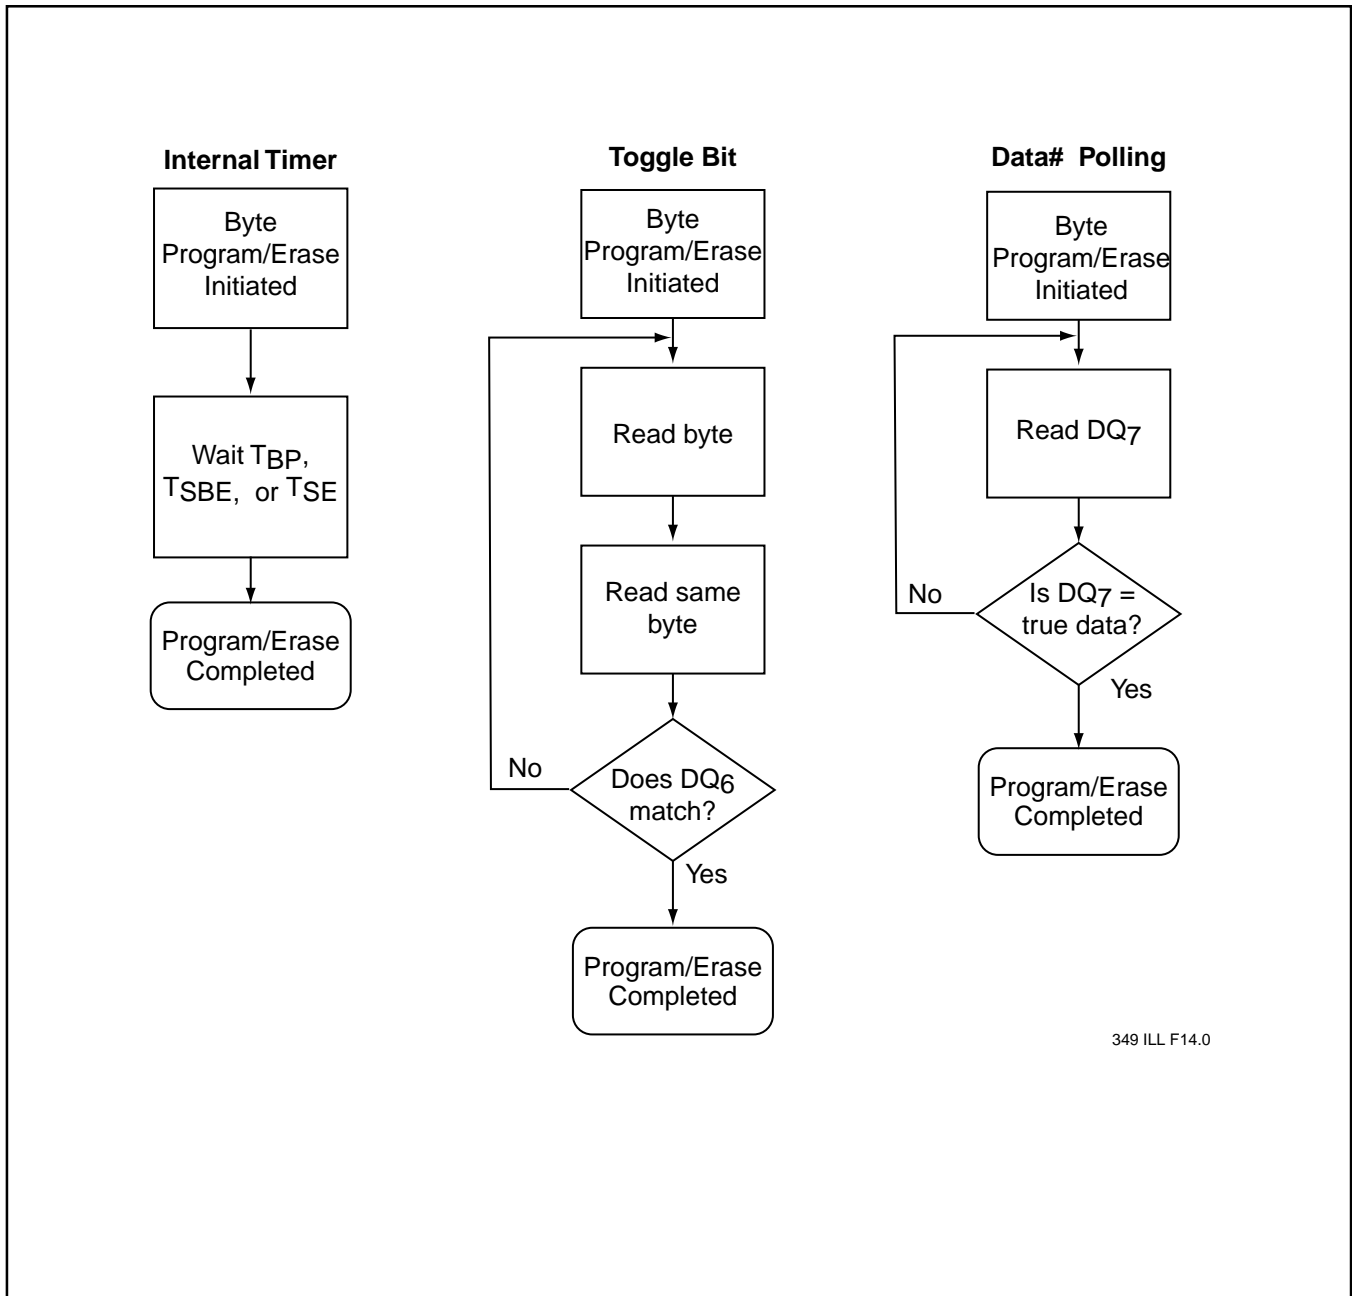 Internal Timer
Byte
Program/Erase
Initiated
Wait TBP,
TSBE, or TSE
Program/Erase
Completed
Toggle Bit
Byte
Program/Erase
Initiated
Read byte
Read same
byte
Does DQ6
match?
No
Yes
Program/Erase
Completed
Data# Polling
Byte
Program/Erase
Initiated
Read DQ7
Is DQ7 =
true data?
No
Yes
Program/Erase
Completed
349 ILL F14.0